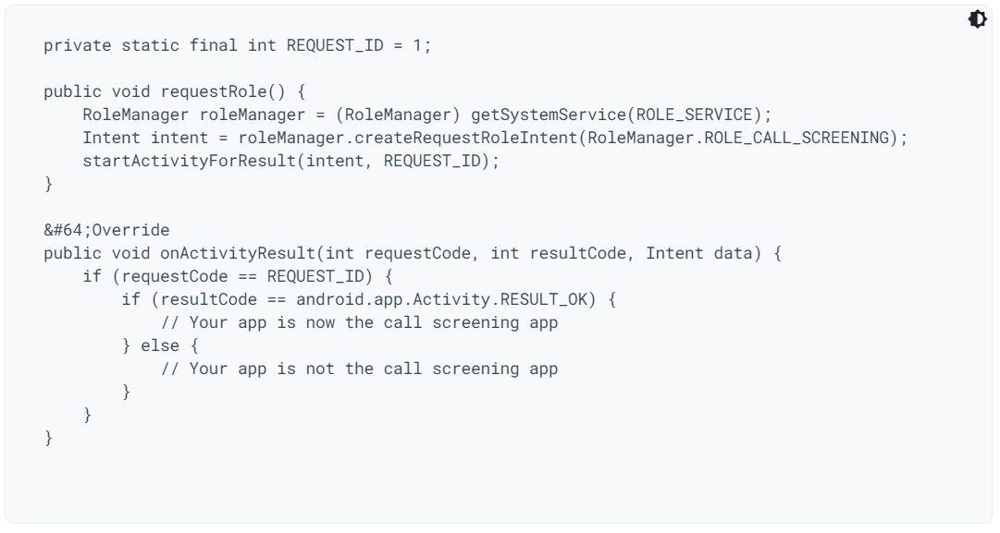 private static final int REQUEST_ID = 1;
public void requestRole() {
RoleManager roleManager = (RoleManager) getSystemService(ROLE_SERVICE);
Intent intent = roleManager.createRequestRoleIntent(RoleManager.ROLE_CALL_SCREENING);
startActivityForResult(intent, REQUEST_ID);
}
&#64;Override
public void onActivityResult(int requestCode, int resultCode, Intent data) {
if (requestCode == REQUEST_ID) {
if (resultCode == android.app.Activity.RESULT_OK) {
// Your app is now the call screening app
} else {
// Your app is not the call screening app
}
}
}